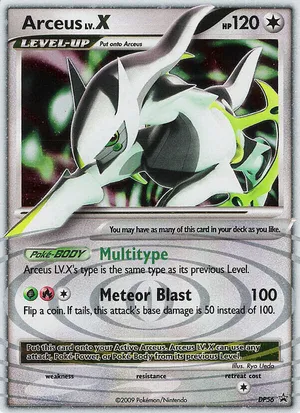 Arceus LV.X HP120
LEVEL-UP Put onto Arceus
You may have as many of this card in your deck as you like.
Poké-BODY Multitype
Arceus LV.X's type is the same as its previous Level.
Meteor Blast 100
Flip a coin. If tails, this attack's base damage is 50 instead of 100.
Put this card onto your Active Arceus. Arceus LV.X can use any
attack, Poké-Power, or Poké-Body from its previous Level.
Illus. Ryo Ueda
weakness resistance retreat cost
©2009 Pokémon/Nintendo DP56